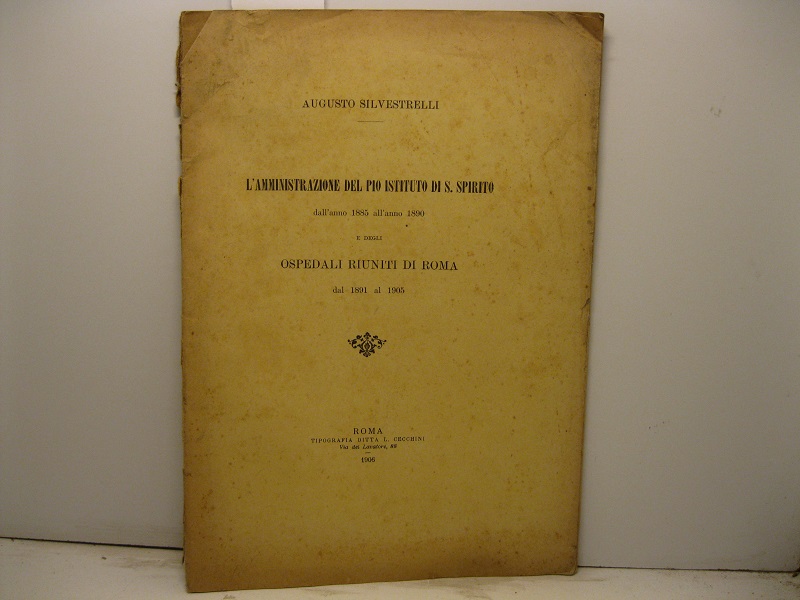 AUGUSTO SILVESTRELLI
L'AMMINISTRAZIONE DEL PIO ISTITUTO DI S. SPIRITO
dall'anno 1885 all'anno 1890
E DEGLI
OSPEDALI RIUNITI DI ROMA
dal 1891 al 1905
ROMA
TIPOGRAFIA DITTA L. CECCHINI
Via del Lavatore, 88
1906